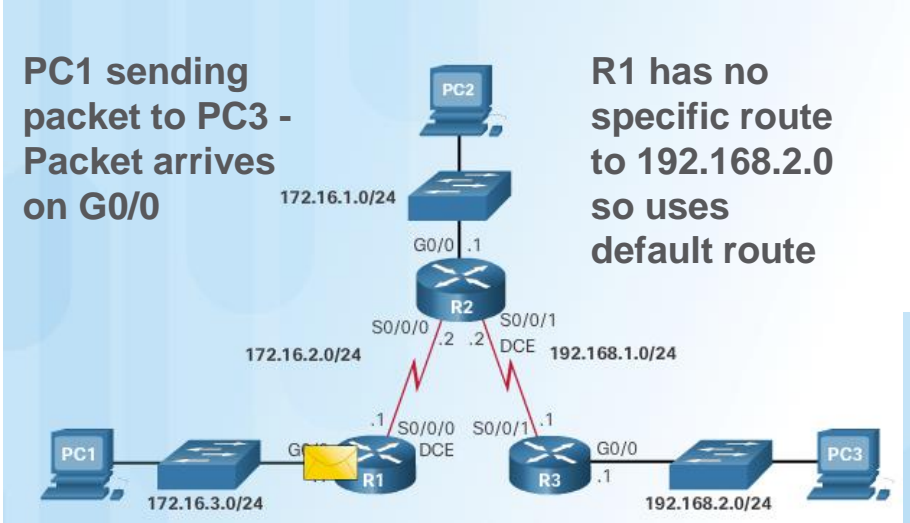 PC1 sending
packet to PC3 -
Packet arrives
on G0/0
R1 has no
specific route
to 192.168.2.0
so uses
default route
PC2
172.16.1.0/24
G0/0 .1
R2
S0/0/0 .2
.2 S0/0/1
DCE
172.16.2.0/24
192.168.1.0/24
.1 S0/0/0
DCE
S0/0/1 .1
PC1
R1
R3
G0/0
.1
PC3
172.16.3.0/24
192.168.2.0/24